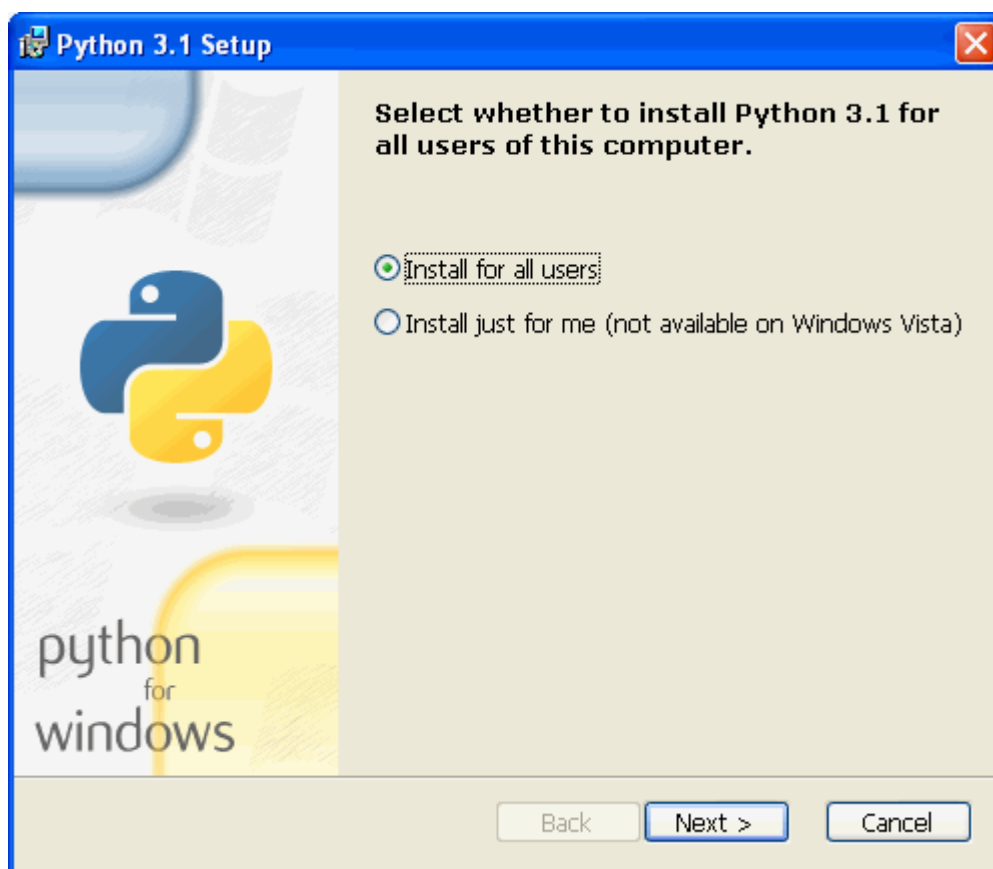 Python 3.1 Setup
Select whether to install Python 3.1 for
all users of this computer.
Install for all users
Install just for me (not available on Windows Vista)
python
for
windows
Back
Next >
Cancel